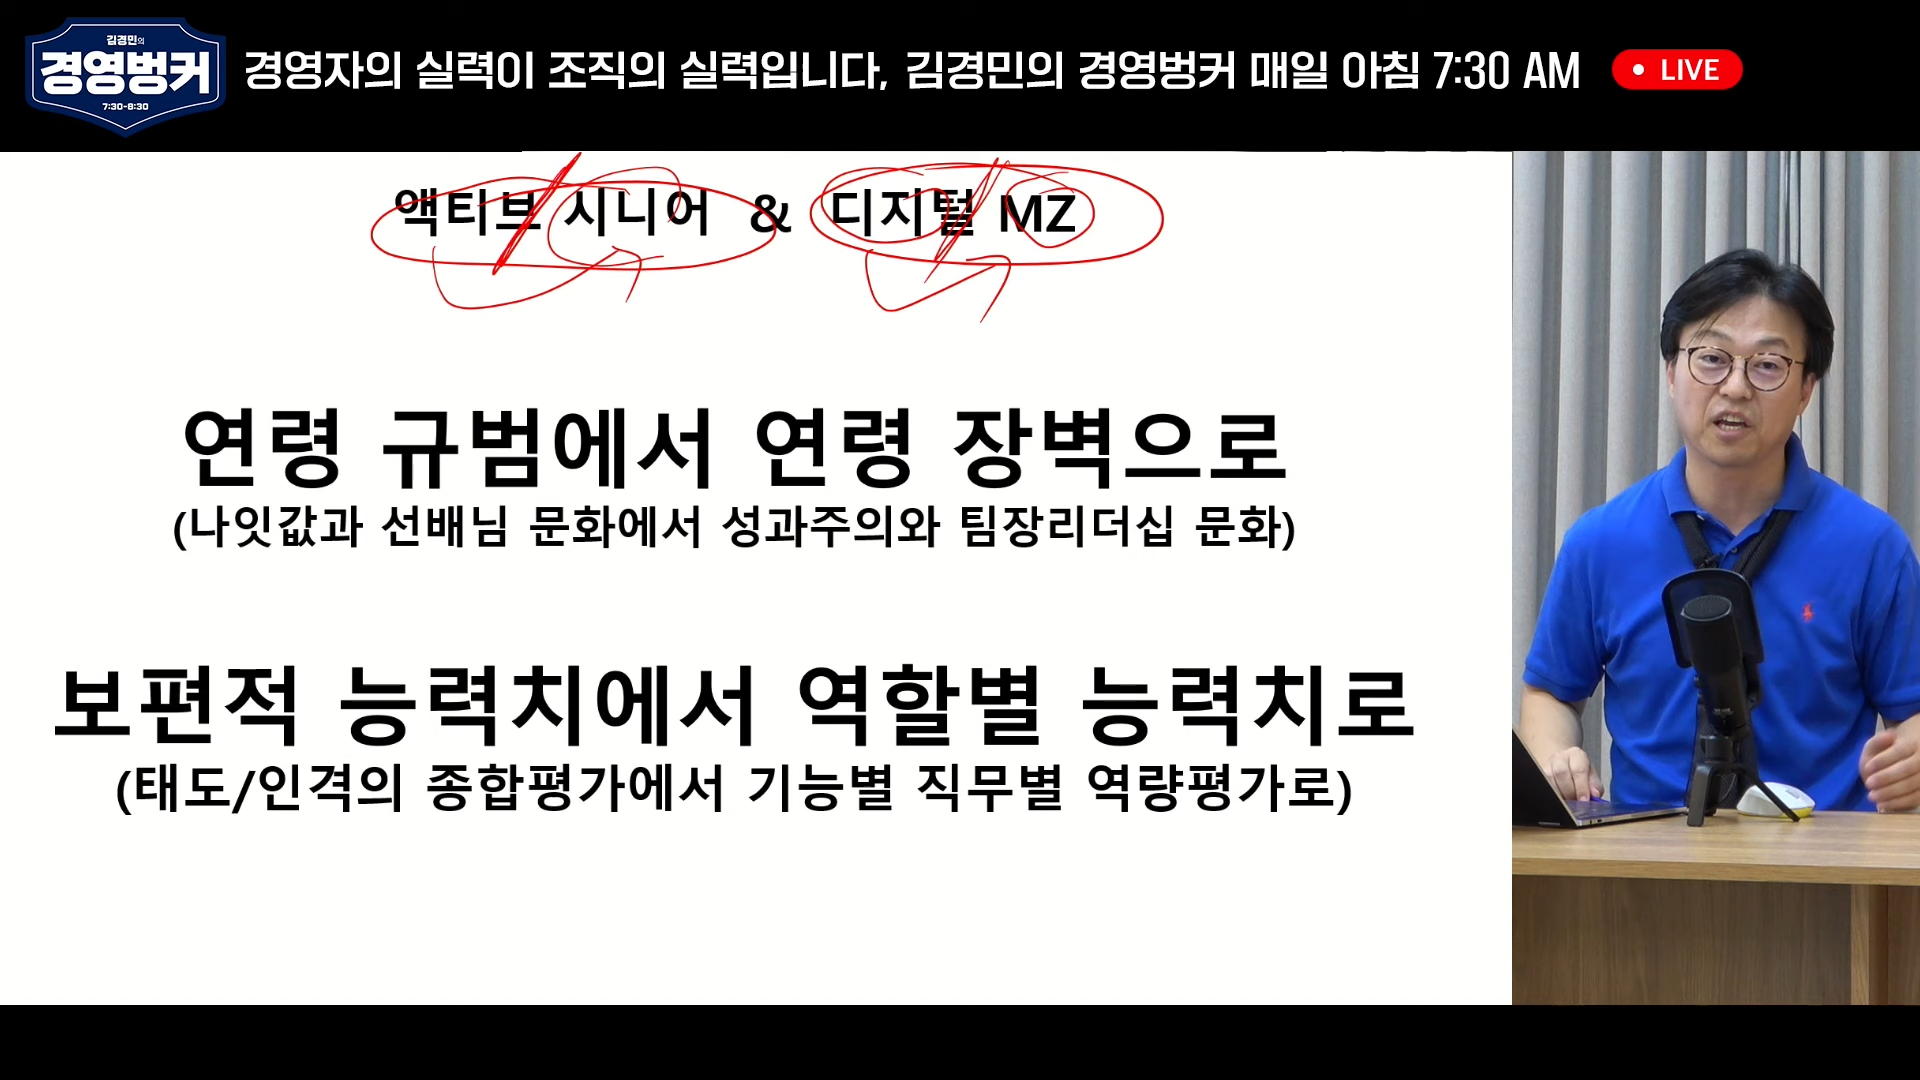 김경민의
경영벙커
7:30-8:30
경영자의 실력이 조직의 실력입니다, 김경민의 경영벙커 매일 아침 7:30 AM
LIVE
액티브 시니어 & 디지털 MZ
연령 규범에서 연령 장벽으로
(나잇값과 선배님 문화에서 성과주의와 팀장리더십 문화)
보편적 능력치에서 역할별 능력치로
(태도/인격의 종합평가에서 기능별 직무별 역량평가로)